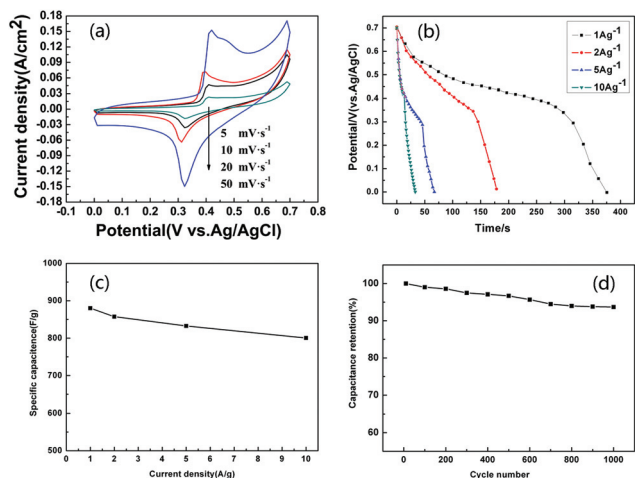 (a)
Current density(A/cm²)
0.18
0.15
0.12
0.09
0.06
0.03
0.00
-0.03
-0.06
-0.09
-0.12
-0.15
0.18
5 mV·s⁻¹
10 mV·s⁻¹
20 mV·s⁻¹
50 mV·s⁻¹
-0.1 0.0 0.1 0.2 0.3 0.4 0.5 0.6 0.7 0.8
Potential(V vs.Ag/AgCl)
(b)
Potential/V(vs.Ag/AgCl)
0.7
0.6
0.5
0.4
0.3
0.2
0.1
0.0
1Ag⁻¹
2Ag⁻¹
5Ag⁻¹
10Ag⁻¹
-50 0 50 100 150 200 250 300 350 400
Time/s
(c)
Specific capacitence(F/g)
1000
900
800
700
600
500
0 1 2 3 4 5 6 7 8 9 10
Current density(A/g)
(d)
Capacitance retention(%)
100
90
80
70
60
0 200 400 600 800 1000
Cycle number